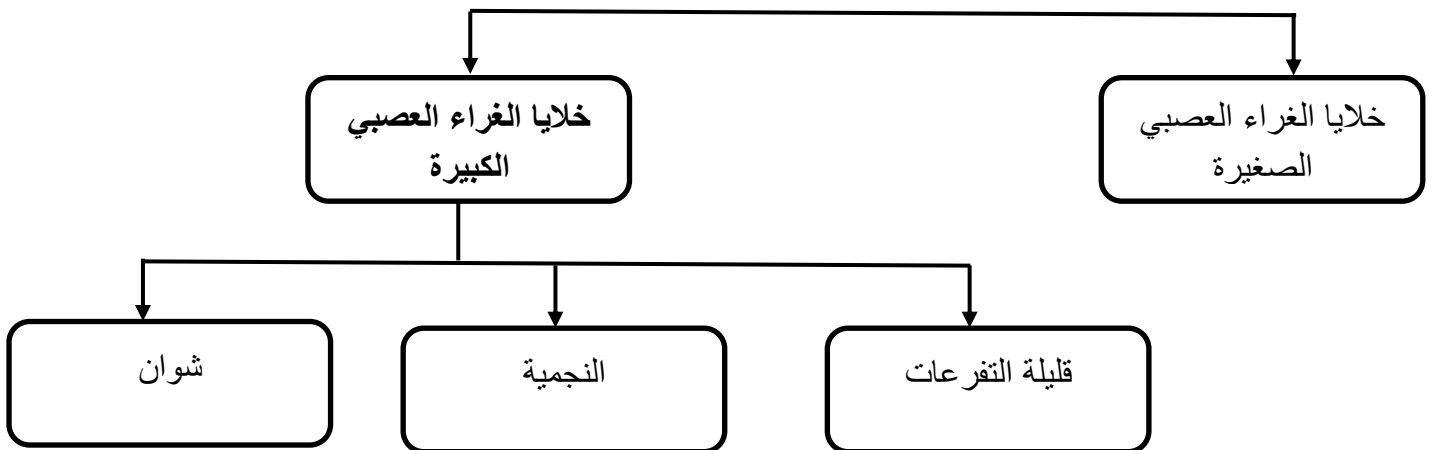 خلايا الغراء العصبي
الصغيرة
خلايا الغراء العصبي
الكبيرة
قليلة التفرعات
النجمية
شوان